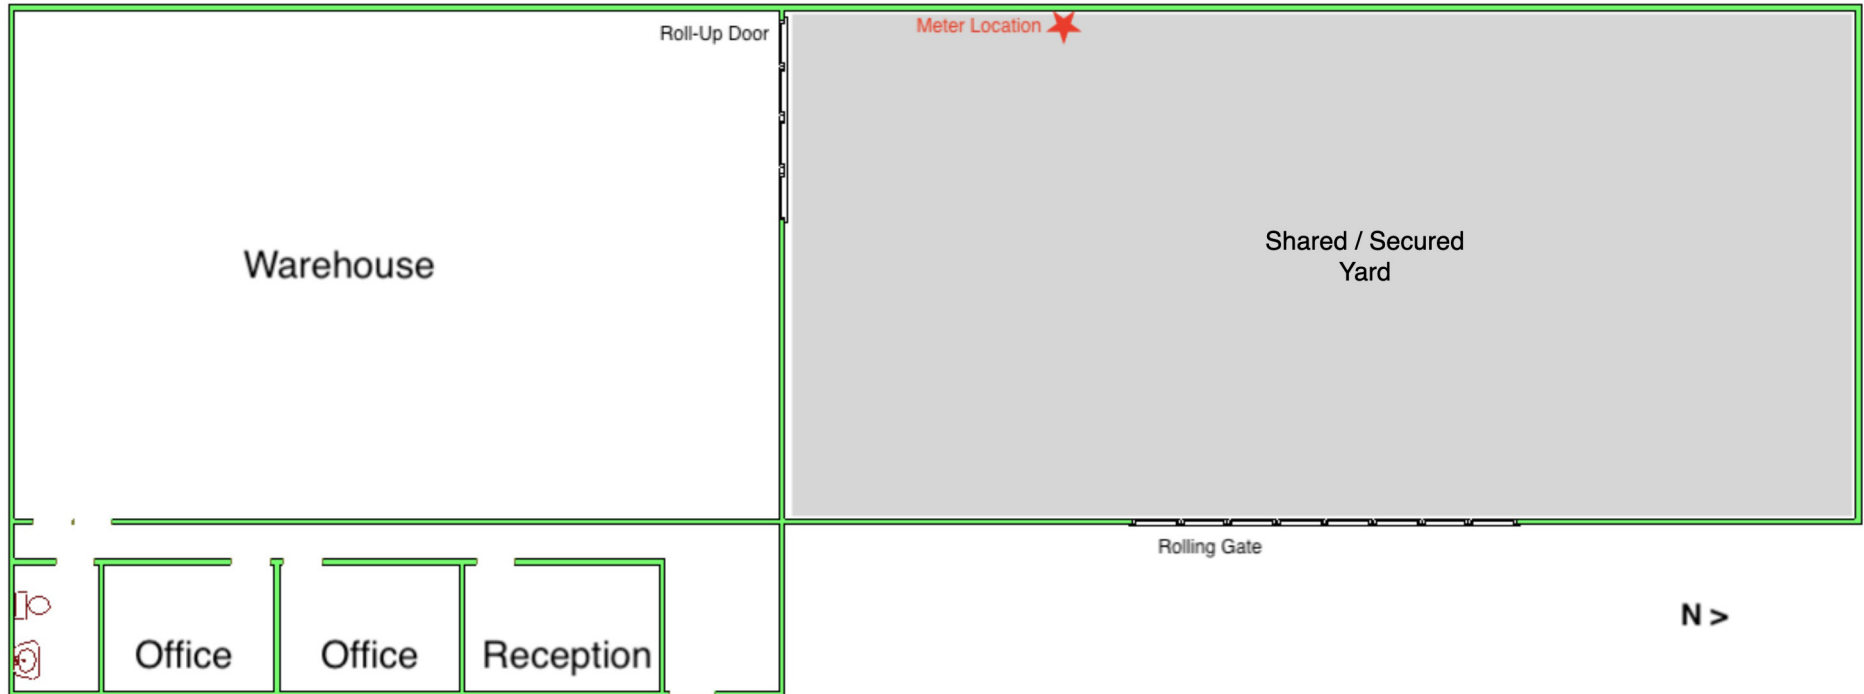 Roll-Up Door
Meter Location
Warehouse
Shared / Secured
Yard
Rolling Gate
N >
Office
Office
Reception